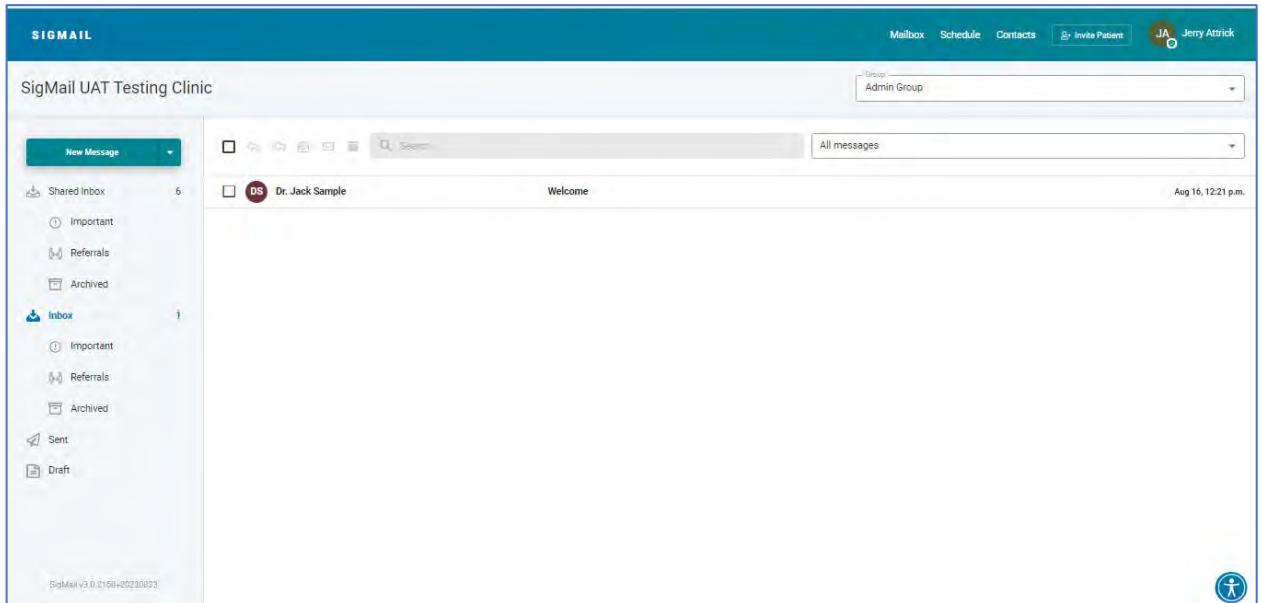 SIGMAIL
Mailbox Schedule Contacts Invite Patient JA Jerry Attrick
SigMail UAT Testing Clinic
Group
Admin Group
New Message
Search
All messages
Shared Inbox 6
DS Dr. Jack Sample Welcome Aug 16, 12:21 p.m.
Important
Referrals
Archived
Inbox 1
Important
Referrals
Archived
Sent
Draft
SigMail